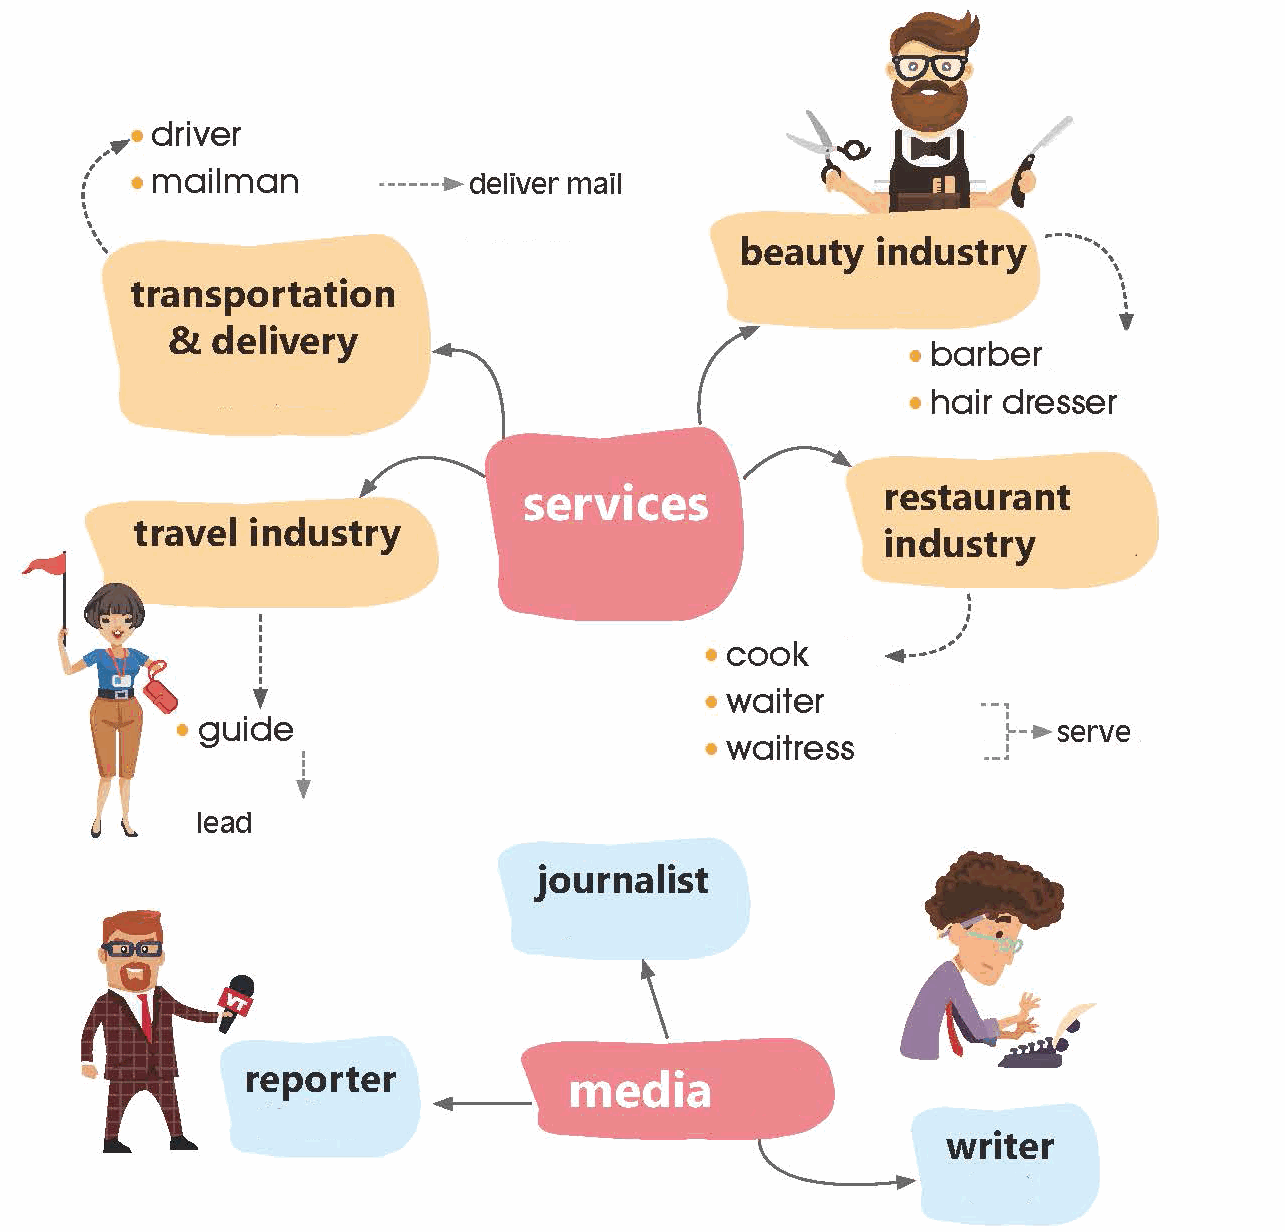 driver
mailman
deliver mail
transportation
& delivery
beauty industry
barber
hair dresser
services
travel industry
restaurant
industry
cook
waiter
waitress
serve
guide
lead
journalist
YT
reporter
media
writer